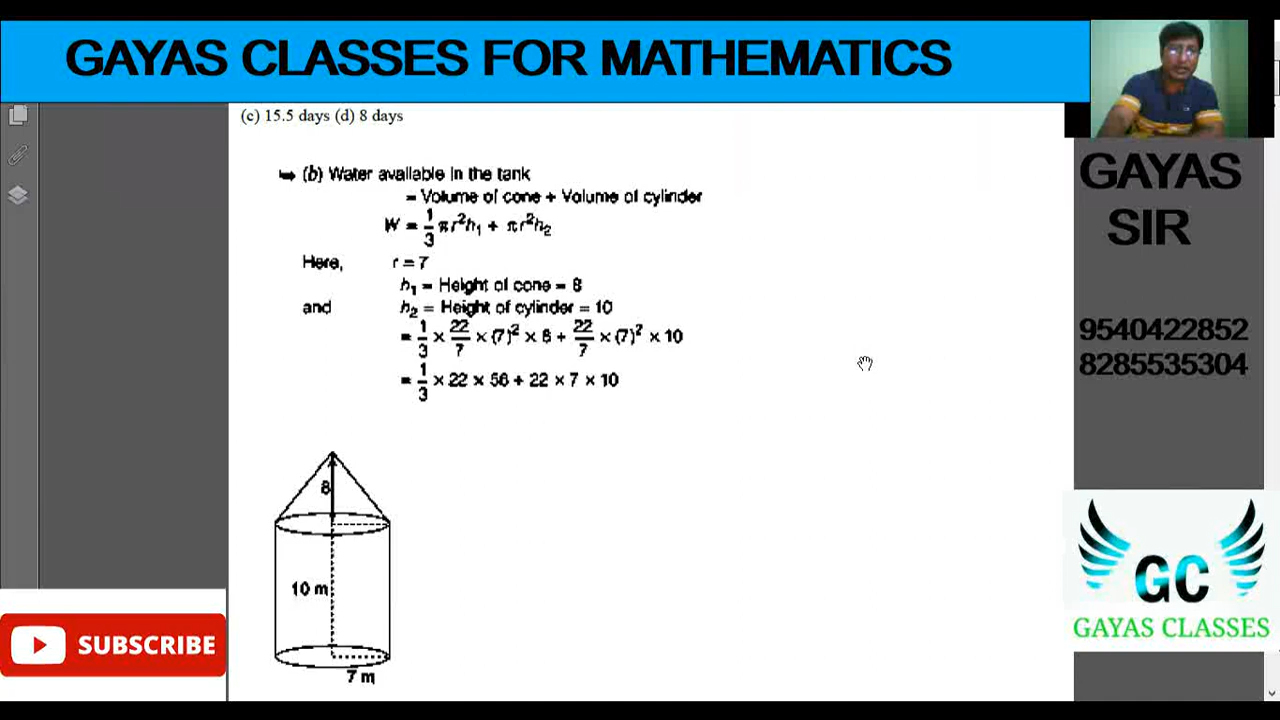 GAYAS CLASSES FOR MATHEMATICS
(c) 15.5 days (d) 8 days
➥ (b) Water available in the tank
= Volume of cone + Volume of cylinder
W = 1/3 πr²h₁ + πr²h₂
Here, r = 7
h₁ = Height of cone = 8
and h₂ = Height of cylinder = 10
= 1/3 × 22/7 × (7)² × 8 + 22/7 × (7)² × 10
= 1/3 × 22 × 56 + 22 × 7 × 10
8
10 m
7 m
SUBSCRIBE
GAYAS
SIR
9540422852
8285535304
GC
GAYAS CLASSES